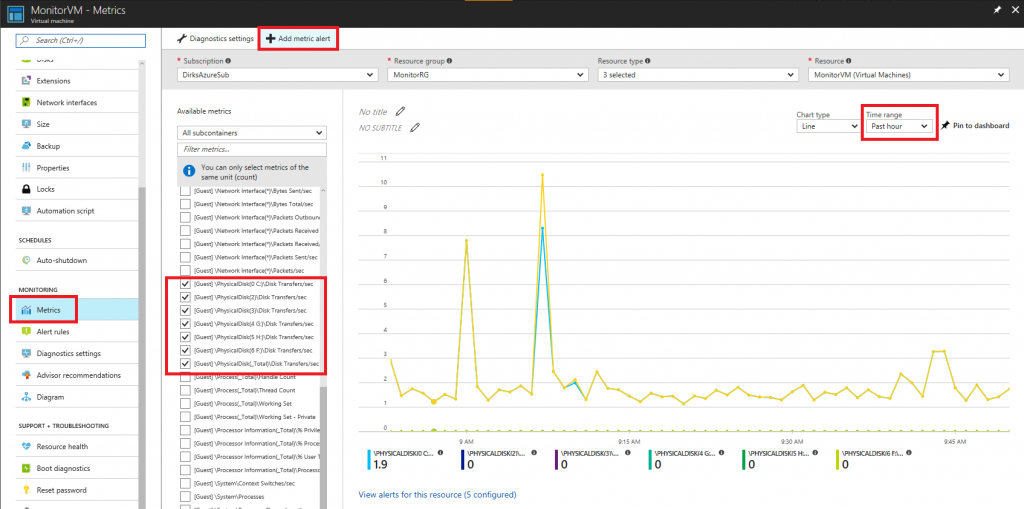 MonitorVM - Metrics
Virtual machine
Search (Ctrl+/)
Disks
Extensions
Network interfaces
Size
Backup
Properties
Locks
Automation script
SCHEDULES
Auto-shutdown
MONITORING
Metrics
Alert rules
Diagnostics settings
Advisor recommendations
Diagram
SUPPORT + TROUBLESHOOTING
Resource health
Boot diagnostics
Reset password
Diagnostics settings
Add metric alert
* Subscription
DirksAzureSub
* Resource group
MonitorRG
Resource type
3 selected
* Resource
MonitorVM (Virtual Machines)
Available metrics
All subcontainers
Filter metrics...
You can only select metrics of the
same unit (count)
[Guest] \Network Interface(*)\Bytes Sent/sec
[Guest] \Network Interface(*)\Bytes Total/sec
[Guest] \Network Interface(*)\Packets Outbound
[Guest] \Network Interface(*)\Packets Received
[Guest] \Network Interface(*)\Packets Received/
[Guest] \Network Interface(*)\Packets Sent/sec
[Guest] \Network Interface(*)\Packets/sec
[Guest] \PhysicalDisk(0 C:)\Disk Transfers/sec
[Guest] \PhysicalDisk(2)\Disk Transfers/sec
[Guest] \PhysicalDisk(3)\Disk Transfers/sec
[Guest] \PhysicalDisk(4 G:)\Disk Transfers/sec
[Guest] \PhysicalDisk(5 H:)\Disk Transfers/sec
[Guest] \PhysicalDisk(6 F:)\Disk Transfers/sec
[Guest] \PhysicalDisk(_Total)\Disk Transfers/sec
[Guest] \Process(_Total)\Handle Count
[Guest] \Process(_Total)\Thread Count
[Guest] \Process(_Total)\Working Set
[Guest] \Process(_Total)\Working Set - Private
[Guest] \Processor Information(_Total)\% Privile
[Guest] \Processor Information(_Total)\% Proces
[Guest] \Processor Information(_Total)\% User T
[Guest] \Processor Information(_Total)\Processo
[Guest] \System\Context Switches/sec
[Guest] \System\Processes
No title
NO SUBTITLE
Chart type
Line
Time range
Past hour
Pin to dashboard
11
10
9
8
7
6
5
4
3
2
1
0
9 AM
9:15 AM
9:30 AM
9:45 AM
\PHYSICALDISK(0 C:...
1.9
\PHYSICALDISK(2)\...
0
\PHYSICALDISK(3)\...
0
\PHYSICALDISK(4 G:...
0
\PHYSICALDISK(5 H:...
0
\PHYSICALDISK(6 F:)...
0
View alerts for this resource (5 configured)